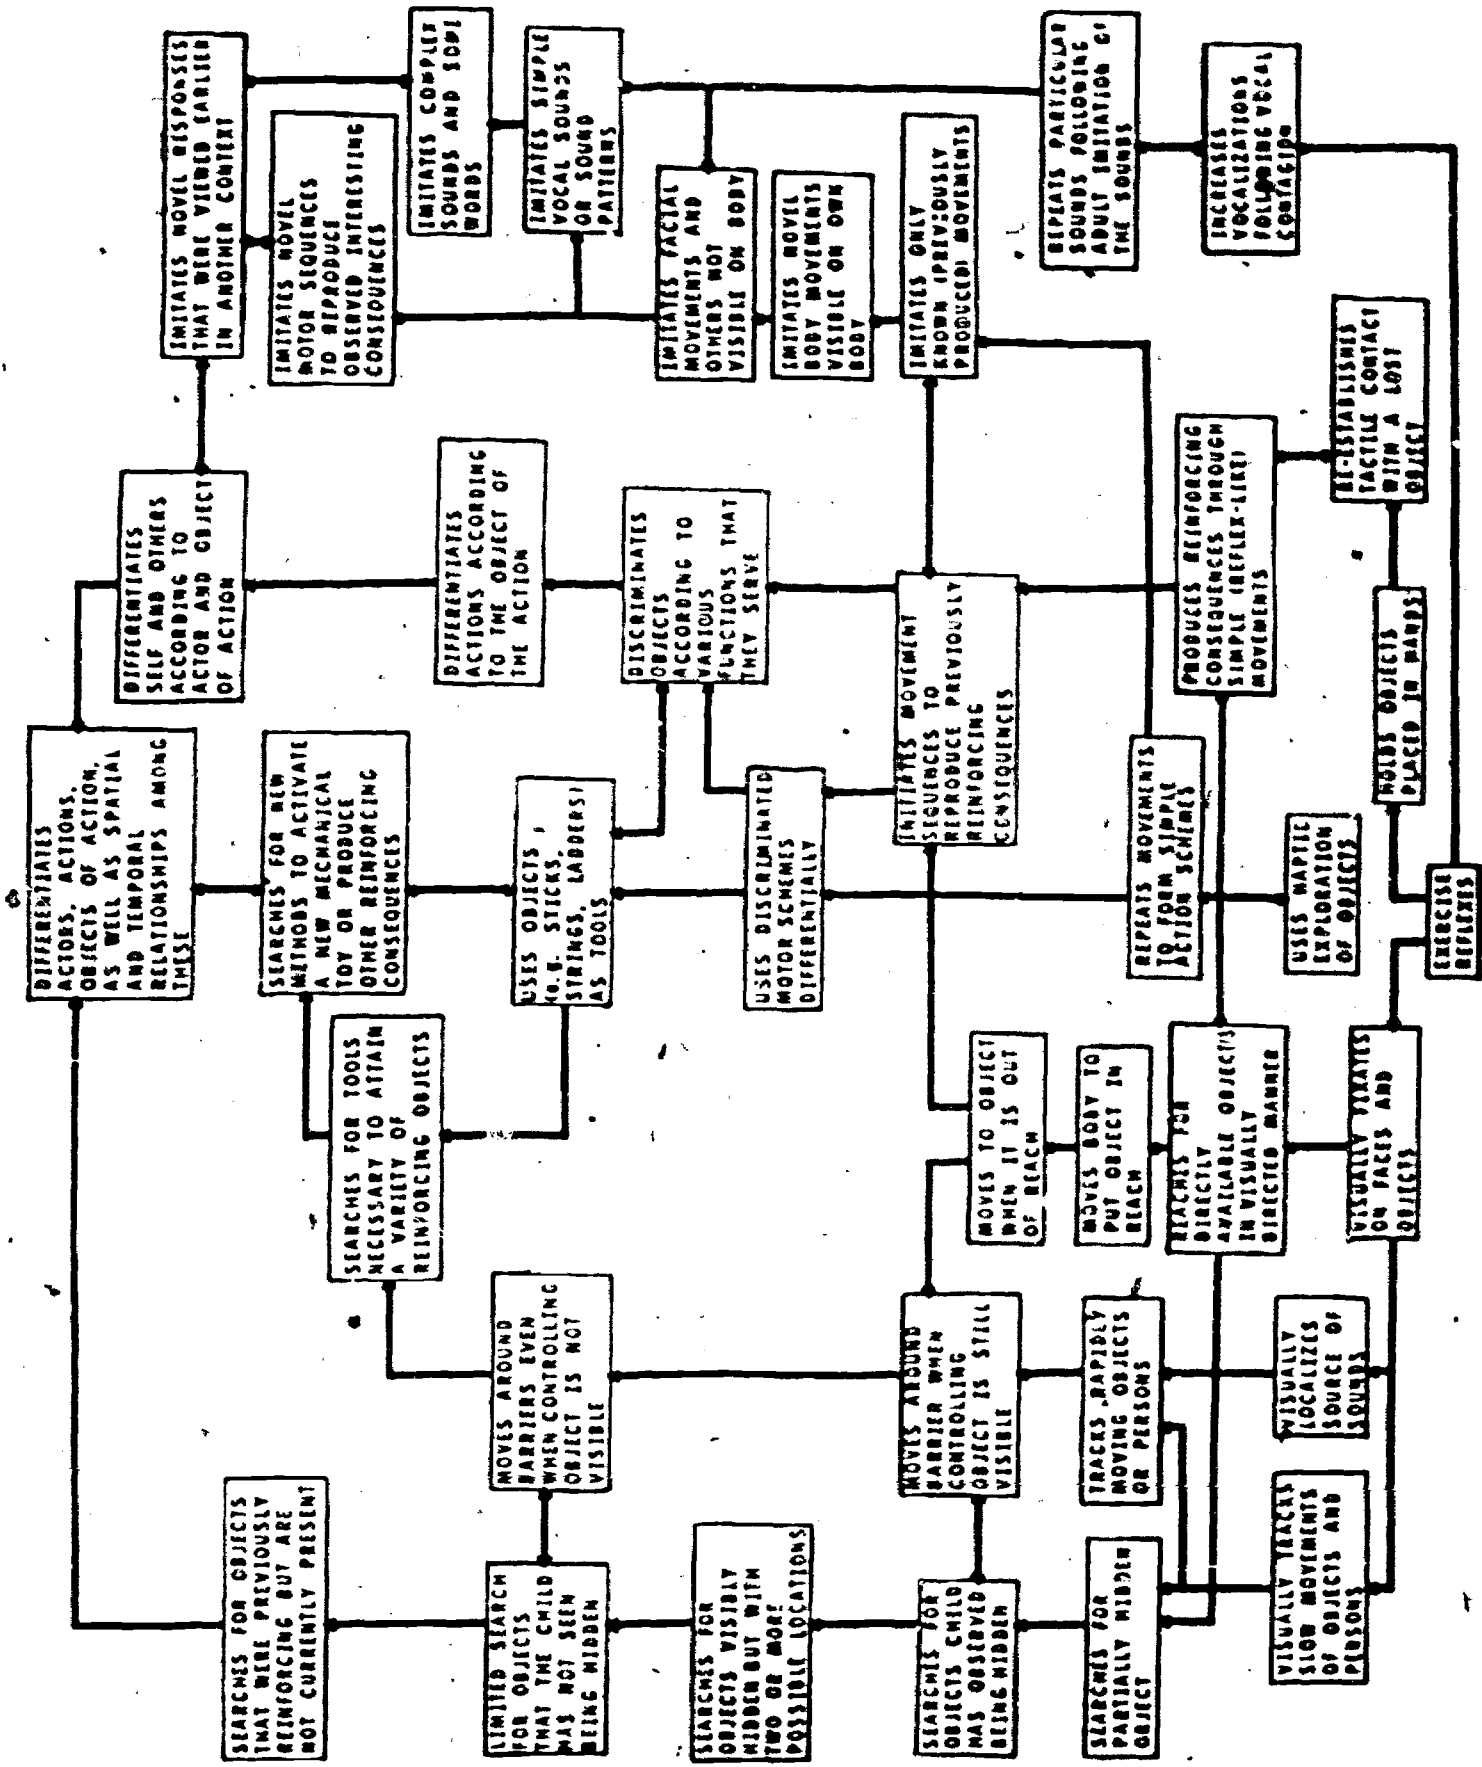 DIFFERENTIATES
ACTORS, ACTIONS,
OBJECTS OF ACTION,
AS WELL AS SPATIAL
AND TEMPORAL
RELATIONSHIPS AMONG
THESE
DIFFERENTIATES
SELF AND OTHERS
ACCORDING TO
ACTOR AND OBJECT
OF ACTION
IMITATES NOVEL RESPONSES
THAT WERE VIEWED EARLIER
IN ANOTHER CONTEXT
SEARCHES FOR OBJECTS
THAT WERE PREVIOUSLY
REINFORCING BUT ARE
NOT CURRENTLY PRESENT
SEARCHES FOR NEW
METHODS TO ACTIVATE
A NEW MECHANICAL
TOY OR PRODUCE
OTHER REINFORCING
CONSEQUENCES
IMITATES NOVEL
MOTOR SEQUENCES
TO REPRODUCE
OBSERVED INTERESTING
CONSEQUENCES
SEARCHES FOR TOOLS
NECESSARY TO ATTAIN
A VARIETY OF
REINFORCING OBJECTS
IMITATES COMPLEX
SOUNDS AND SOME
WORDS
DIFFERENTIATES
ACTIONS ACCORDING
TO THE OBJECT OF
THE ACTION
LIMITED SEARCH
FOR OBJECTS
THAT THE CHILD
HAS NOT SEEN
BEING HIDDEN
MOVES AROUND
BARRIERS EVEN
WHEN CONTROLLING
OBJECT IS NOT
VISIBLE
USES OBJECTS
(e.g. STICKS,
STRINGS, LADDERS)
AS TOOLS
IMITATES SIMPLE
VOCAL SOUNDS
OR SOUND
PATTERNS
DISCRIMINATES
OBJECTS
ACCORDING TO
VARIOUS
FUNCTIONS THAT
THEY SERVE
IMITATES FACIAL
MOVEMENTS AND
OTHERS NOT
VISIBLE ON BODY
SEARCHES FOR
OBJECTS VISIBLY
HIDDEN BUT WITH
TWO OR MORE
POSSIBLE LOCATIONS
USES DISCRIMINATED
MOTOR SCHEMES
DIFFERENTIALLY
IMITATES NOVEL
BODY MOVEMENTS
VISIBLE ON OWN
BODY
SEARCHES FOR
OBJECTS CHILD
HAS OBSERVED
BEING HIDDEN
MOVES AROUND
BARRIER WHEN
CONTROLLING
OBJECT IS STILL
VISIBLE
INITIATES MOVEMENT
SEQUENCES TO
REPRODUCE PREVIOUSLY
REINFORCING
CONSEQUENCES
IMITATES ONLY
KNOWN (PREVIOUSLY
PRODUCED) MOVEMENTS
MOVES TO OBJECT
WHEN IT IS OUT
OF REACH
REPEATS PARTICULAR
SOUNDS FOLLOWING
ADULT IMITATION OF
THE SOUNDS
SEARCHES FOR
PARTIALLY HIDDEN
OBJECT
TRACKS RAPIDLY
MOVING OBJECTS
OR PERSONS
MOVES BODY TO
PUT OBJECT IN
REACH
REPEATS MOVEMENTS
TO FORM SIMPLE
ACTION SCHEMES
REACHES FOR
DIRECTLY
AVAILABLE OBJECTS
IN VISUALLY
DIRECTED MANNER
PRODUCES REINFORCING
CONSEQUENCES THROUGH
SIMPLE (REFLEX-LIKE)
MOVEMENTS
INCREASES
VOCALIZATIONS
FOLLOWING VOCAL
CONTAGION
VISUALLY TRACKS
SLOW MOVEMENTS
OF OBJECTS AND
PERSONS
VISUALLY
LOCALIZES
SOURCE OF
SOUNDS
USES HAPTIC
EXPLORATION
OF OBJECTS
RE-ESTABLISHES
TACTILE CONTACT
WITH A LOST
OBJECT
VISUALLY FIXATES
ON FACES AND
OBJECTS
HOLDS OBJECTS
PLACED IN HANDS
EXERCISE
REFLEXES